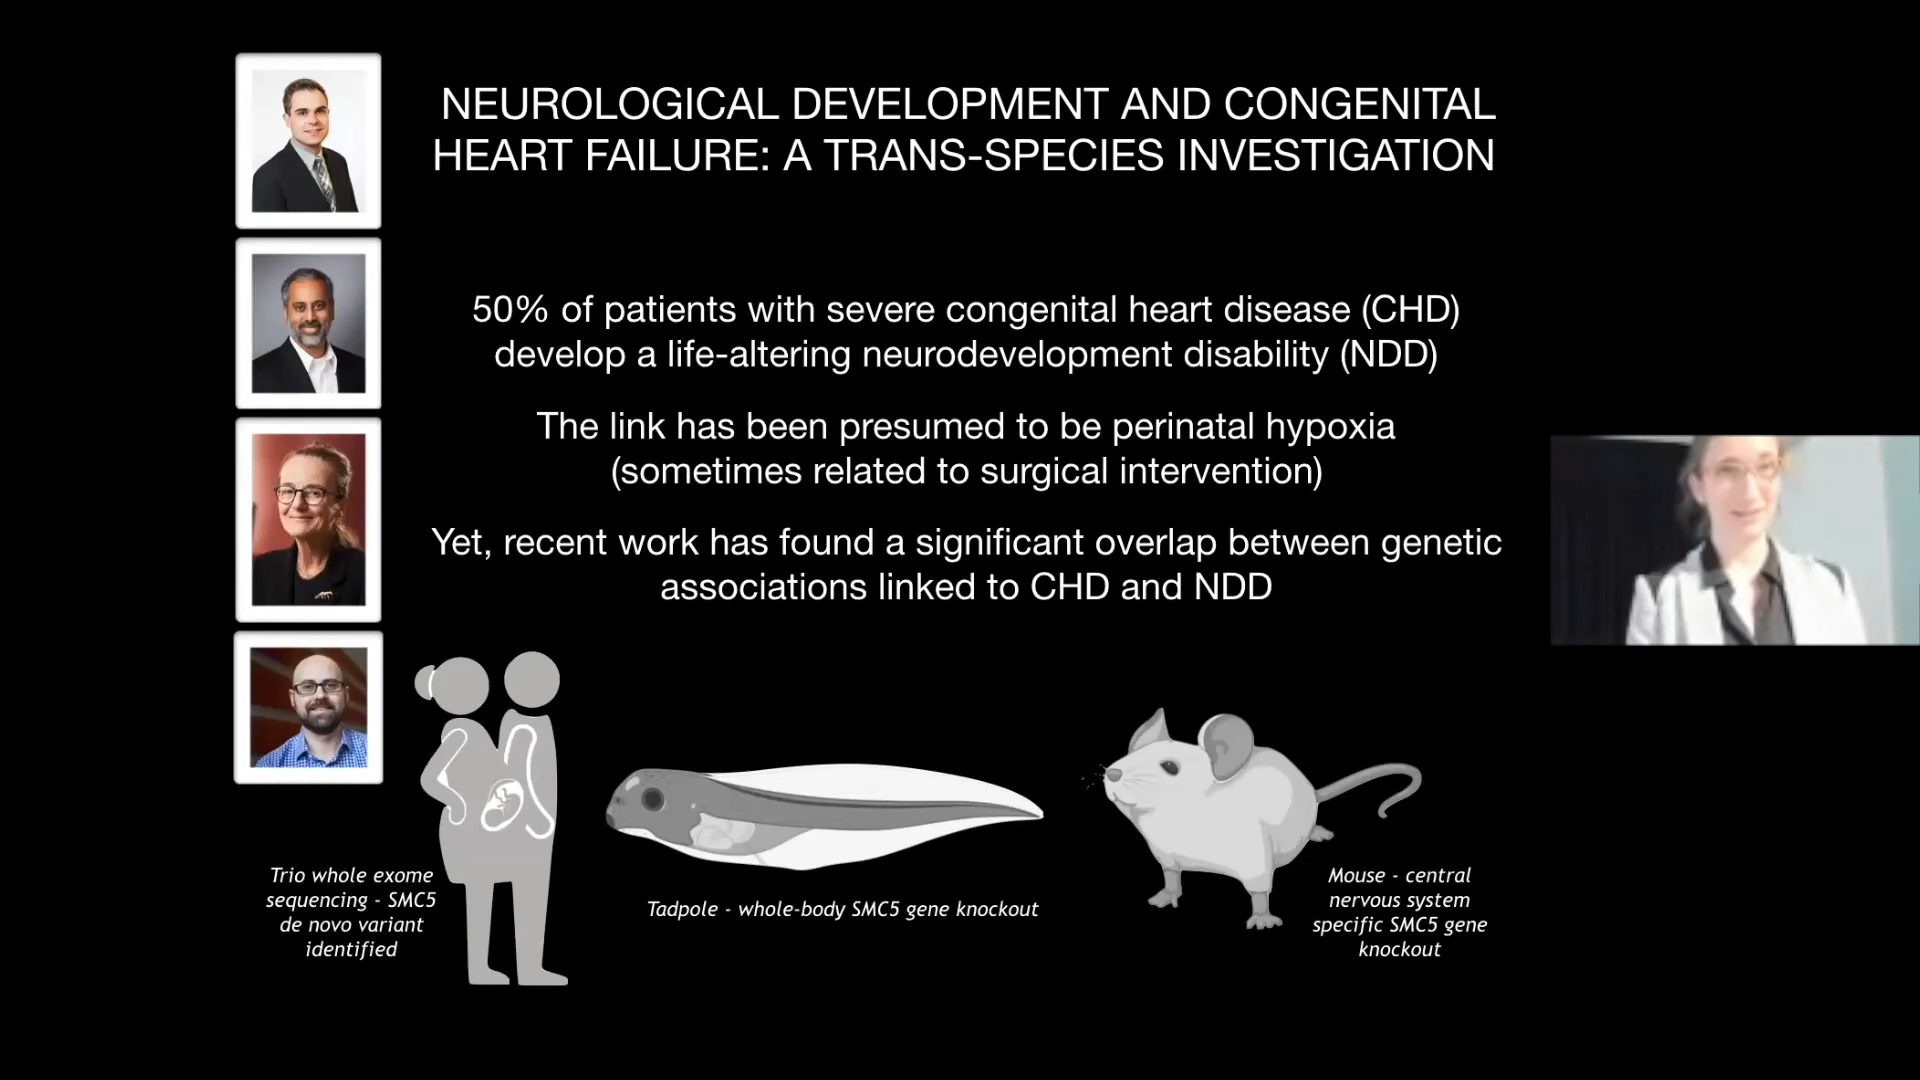 NEUROLOGICAL DEVELOPMENT AND CONGENITAL
HEART FAILURE: A TRANS-SPECIES INVESTIGATION
50% of patients with severe congenital heart disease (CHD)
develop a life-altering neurodevelopment disability (NDD)
The link has been presumed to be perinatal hypoxia
(sometimes related to surgical intervention)
Yet, recent work has found a significant overlap between genetic
associations linked to CHD and NDD
Trio whole exome
sequencing - SMC5
de novo variant
identified
Tadpole - whole-body SMC5 gene knockout
Mouse - central
nervous system
specific SMC5 gene
knockout